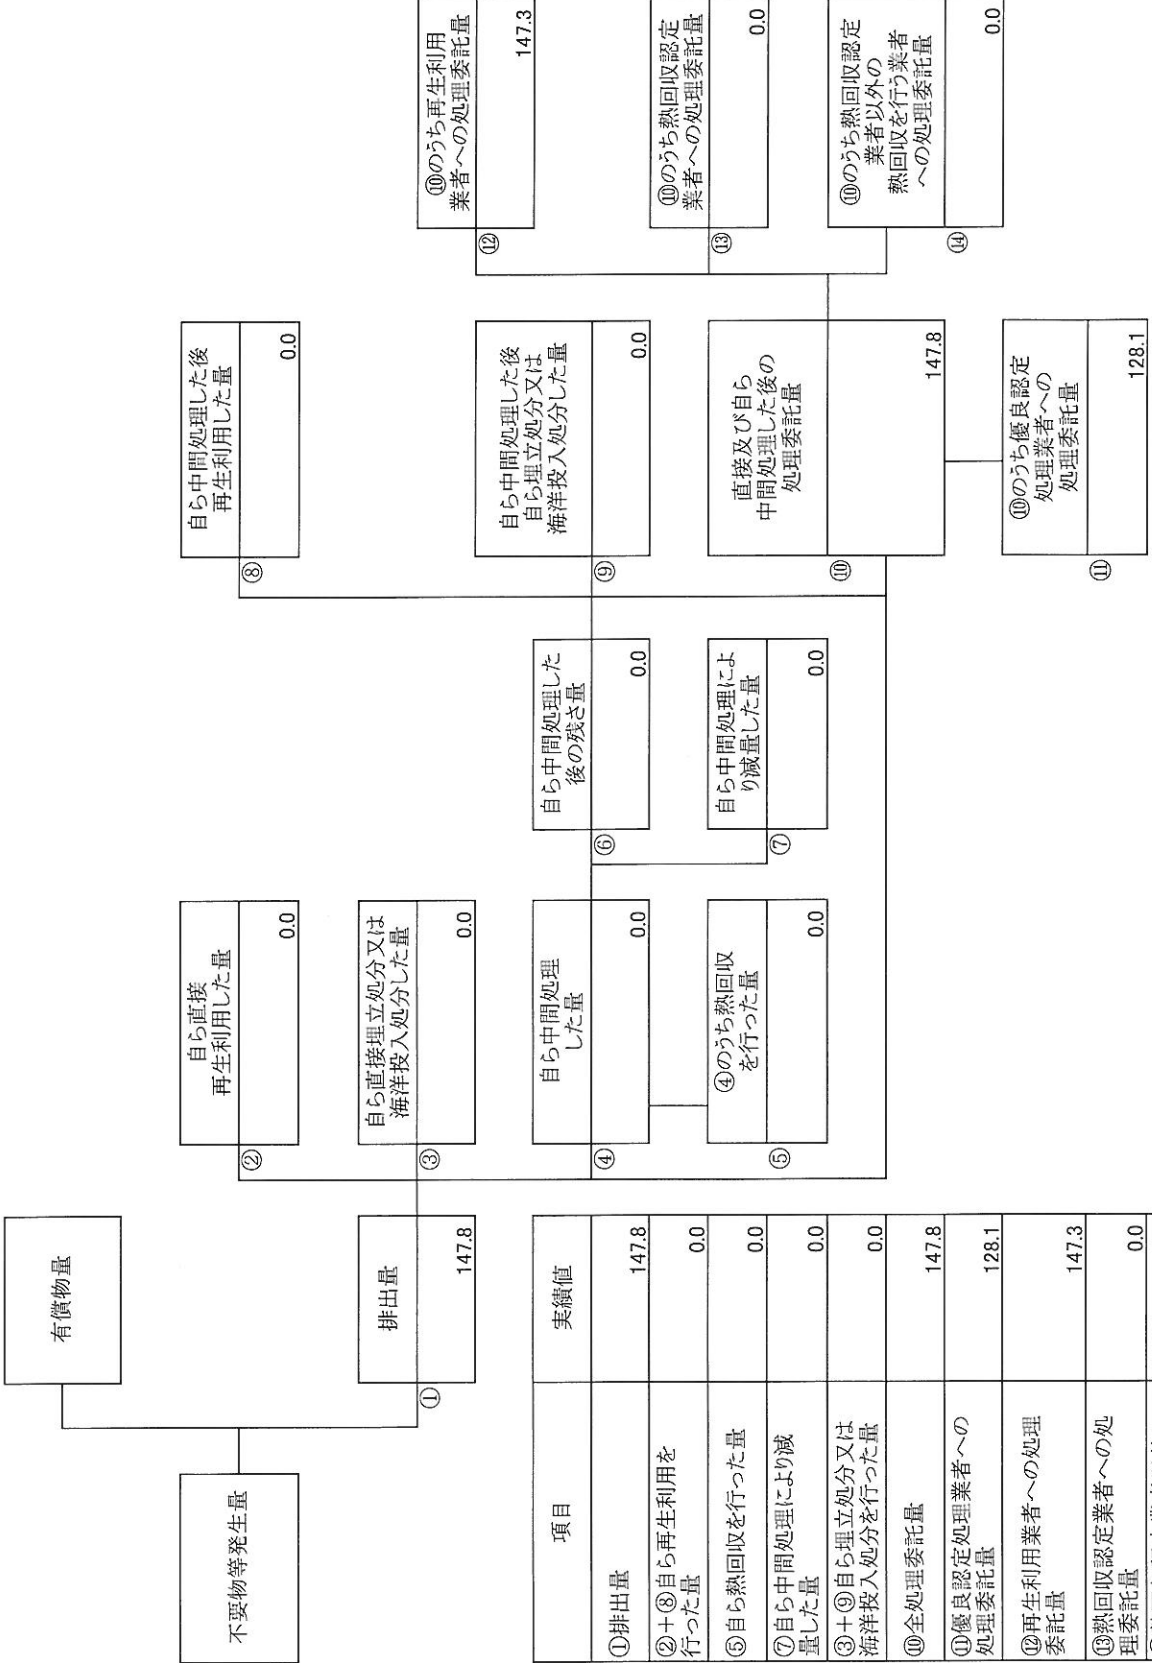 不要物等発生量
有償物量
排出量
①
147.8
自ら直接
再生利用した量
②
0.0
自ら直接埋立処分又は
海洋投入処分した量
③
0.0
自ら中間処理
した量
④
0.0
④のうち熱回収
を行った量
⑤
0.0
自ら中間処理した
後の残さ量
⑥
0.0
自ら中間処理によ
り減量した量
⑦
0.0
自ら中間処理した後
再生利用した量
⑧
0.0
自ら中間処理した後
自ら埋立処分又は
海洋投入処分した量
⑨
0.0
直接及び自ら
中間処理した後の
処理委託量
⑩
147.8
⑩のうち優良認定
処理業者への
処理委託量
⑪
128.1
⑩のうち再生利用
業者への処理委託量
⑫
147.3
⑩のうち熱回収認定
業者への処理委託量
⑬
0.0
⑩のうち熱回収認定
業者以外の
熱回収を行う業者
への処理委託量
⑭
0.0
項目 実績値
①排出量 147.8
②+⑧自ら再生利用を
行った量 0.0
⑤自ら熱回収を行った量 0.0
⑦自ら中間処理により減
量した量 0.0
③+⑨自ら埋立処分又は
海洋投入処分を行った量 0.0
⑩全処理委託量 147.8
⑪優良認定処理業者への
処理委託量 128.1
⑫再生利用業者への処理
委託量 147.3
⑬熱回収認定業者への処
理委託量 0.0